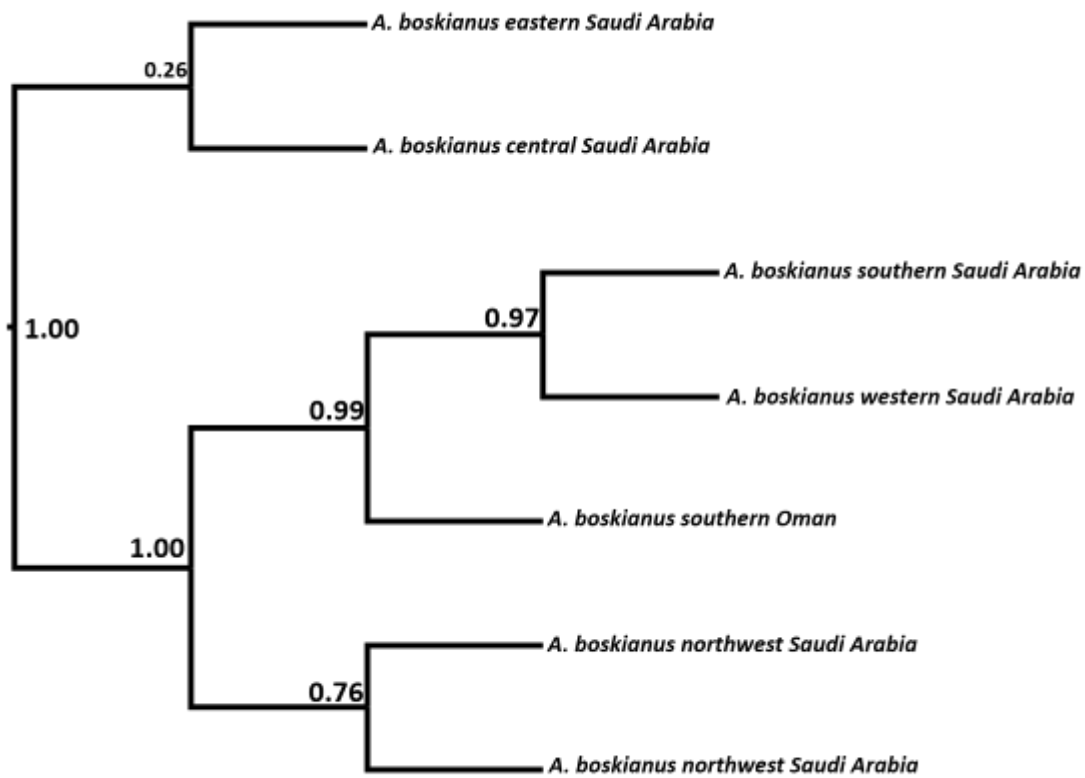 A. boskianus eastern Saudi Arabia
0.26
A. boskianus central Saudi Arabia
A. boskianus southern Saudi Arabia
0.97
1.00
A. boskianus western Saudi Arabia
0.99
A. boskianus southern Oman
1.00
A. boskianus northwest Saudi Arabia
0.76
A. boskianus northwest Saudi Arabia